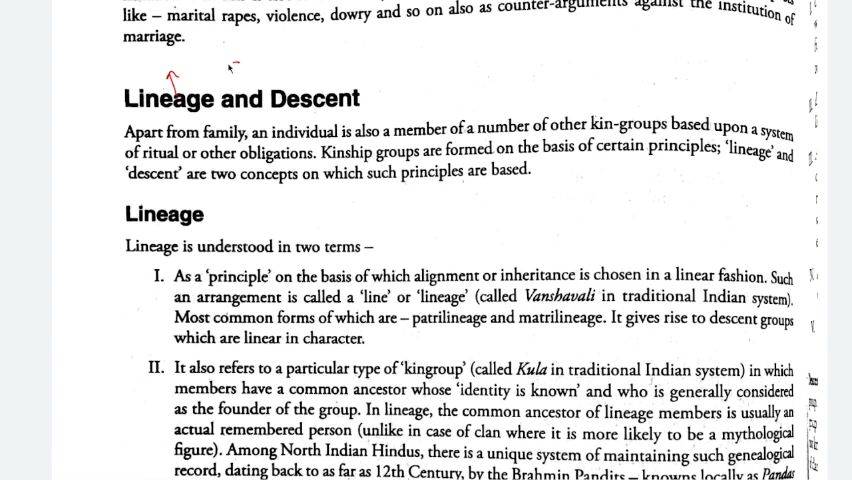 like – marital rapes, violence, dowry and so on also as counter-arguments against the institution of
marriage.
Lineage and Descent
Apart from family, an individual is also a member of a number of other kin-groups based upon a system
of ritual or other obligations. Kinship groups are formed on the basis of certain principles; 'lineage' and
'descent' are two concepts on which such principles are based.
Lineage
Lineage is understood in two terms –
I. As a 'principle' on the basis of which alignment or inheritance is chosen in a linear fashion. Such
an arrangement is called a 'line' or 'lineage' (called Vanshavali in traditional Indian system).
Most common forms of which are – patrilineage and matrilineage. It gives rise to descent groups
which are linear in character.
II. It also refers to a particular type of 'kingroup' (called Kula in traditional Indian system) in which
members have a common ancestor whose 'identity is known' and who is generally considered
as the founder of the group. In lineage, the common ancestor of lineage members is usually an
actual remembered person (unlike in case of clan where it is more likely to be a mythological
figure). Among North Indian Hindus, there is a unique system of maintaining such genealogical
record, dating back to as far as 12th Century, by the Brahmin Pandits – knowns locally as Pandas